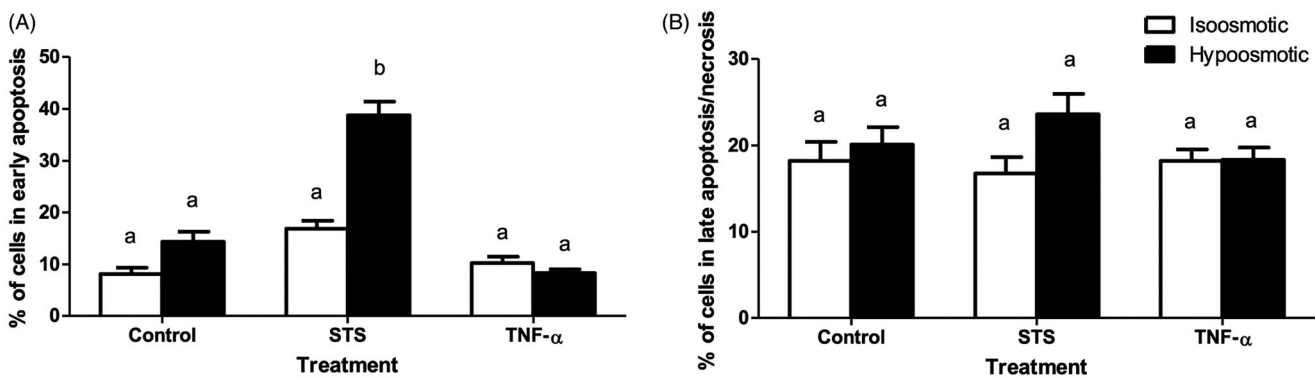 (A)
% of cells in early apoptosis
50
40
30
20
10
0
a
a
a
b
a
a
Control
STS
TNF-α
Treatment
(B)
% of cells in late apoptosis/necrosis
30
20
10
0
a
a
a
a
a
a
Control
STS
TNF-α
Treatment
Isoosmotic
Hypoosmotic